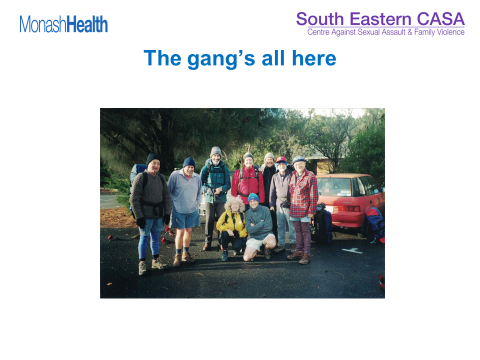 MonashHealth
South Eastern CASA
Centre Against Sexual Assault & Family Violence
The gang's all here